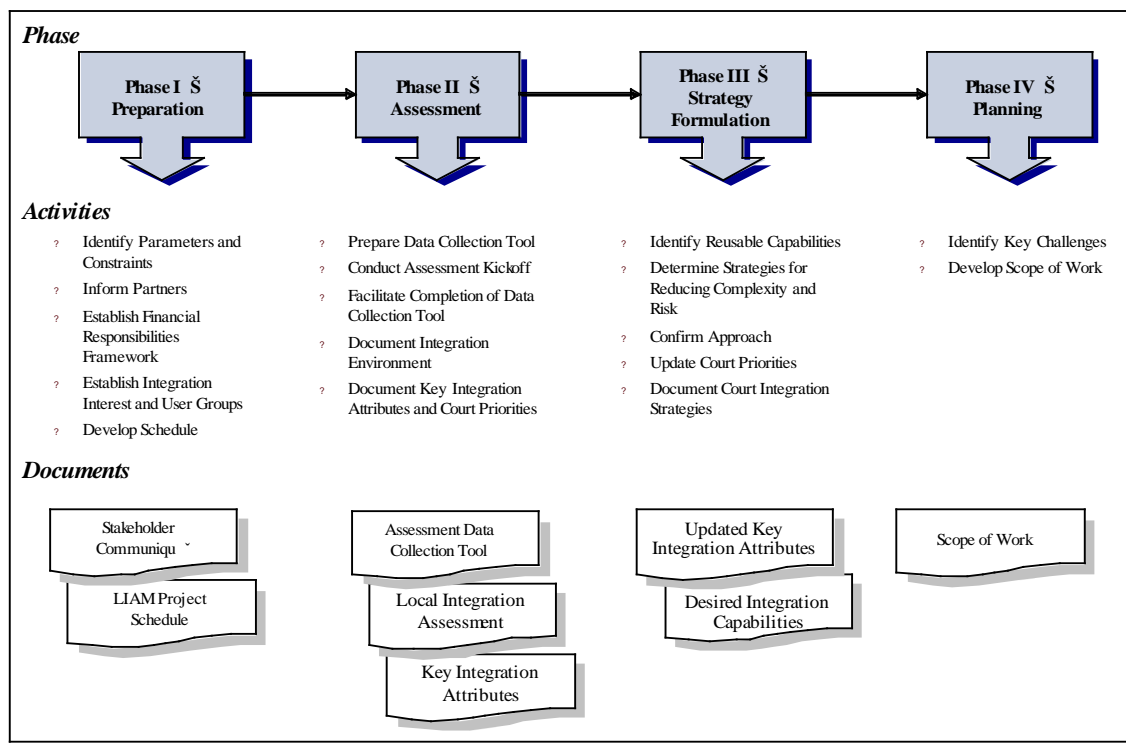 Phase
Phase I Š
Preparation
Phase II Š
Assessment
Phase III Š
Strategy
Formulation
Phase IV Š
Planning
Activities
? Identify Parameters and
Constraints
? Inform Partners
? Establish Financial
Responsibilities
Framework
? Establish Integration
Interest and User Groups
? Develop Schedule
? Prepare Data Collection Tool
? Conduct Assessment Kickoff
? Facilitate Completion of Data
Collection Tool
? Document Integration
Environment
? Document Key Integration
Attributes and Court Priorities
? Identify Reusable Capabilities
? Determine Strategies for
Reducing Complexity and
Risk
? Confirm Approach
? Update Court Priorities
? Document Court Integration
Strategies
? Identify Key Challenges
? Develop Scope of Work
Documents
Stakeholder
Communiqu ˇ
LIAM Project
Schedule
Assessment Data
Collection Tool
Local Integration
Assessment
Key Integration
Attributes
Updated Key
Integration Attributes
Desired Integration
Capabilities
Scope of Work